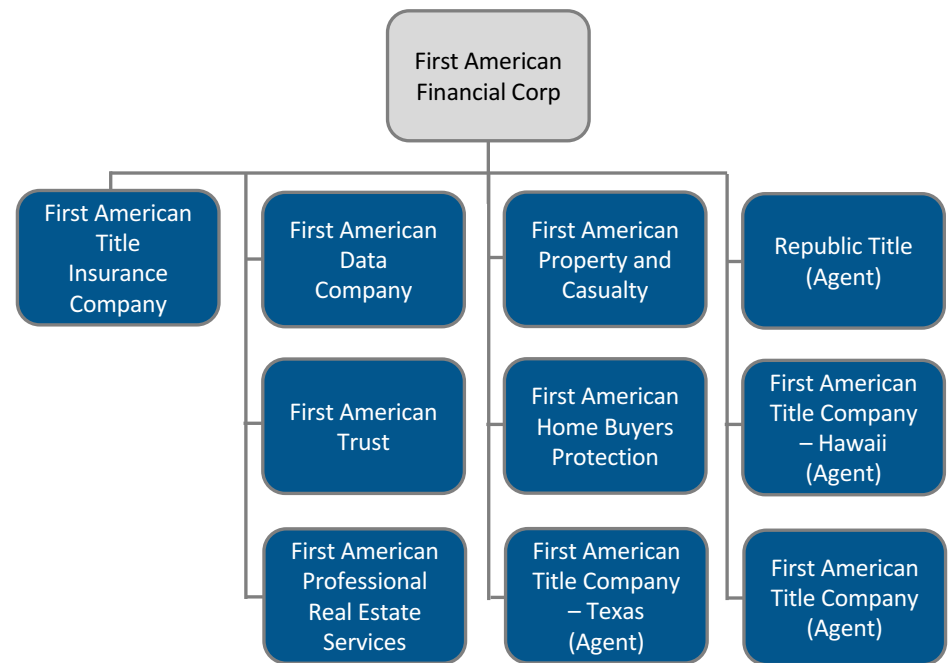 First American
Financial Corp
First American
Title
Insurance
Company
First American
Data
Company
First American
Property and
Casualty
Republic Title
(Agent)
First American
Trust
First American
Home Buyers
Protection
First American
Title Company
– Hawaii
(Agent)
First American
Professional
Real Estate
Services
First American
Title Company
– Texas
(Agent)
First American
Title Company
(Agent)